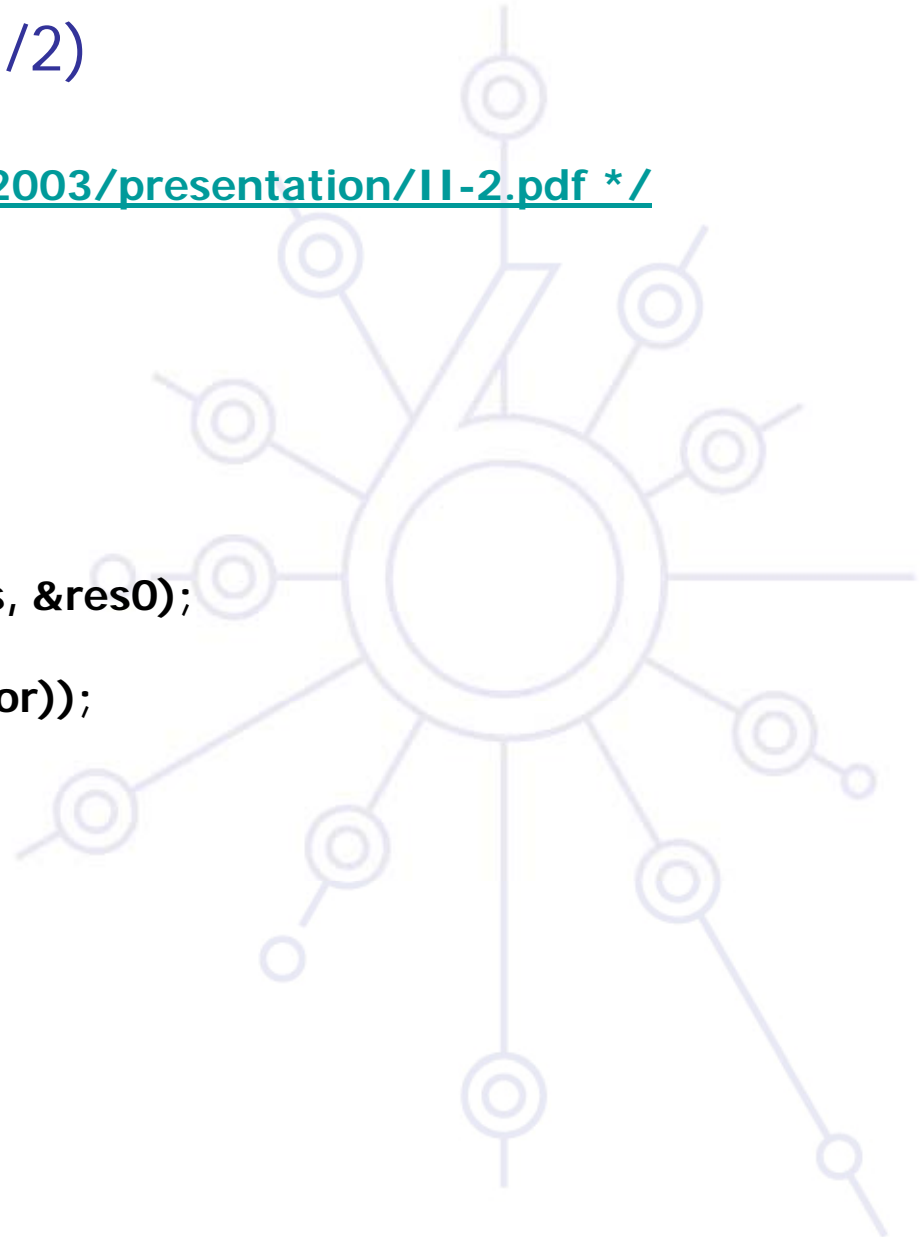 /2)
2003/presentation/II-2.pdf */
s, &res0);
or));